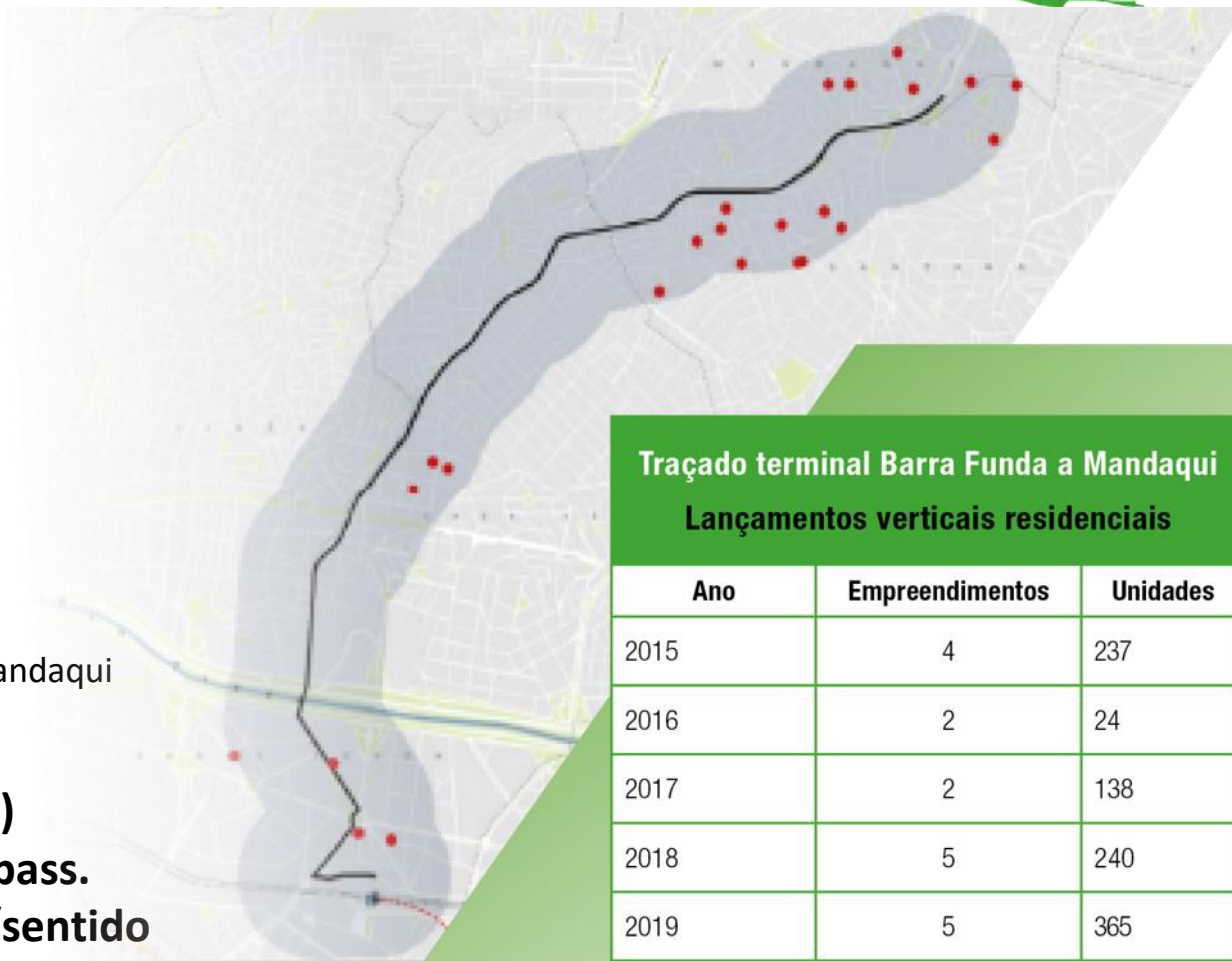 andaqui
)
pass.
/sentido
Traçado terminal Barra Funda a Mandaqui
Lançamentos verticais residenciais
Ano Empreendimentos Unidades
2015 4 237
2016 2 24
2017 2 138
2018 5 240
2019 5 365